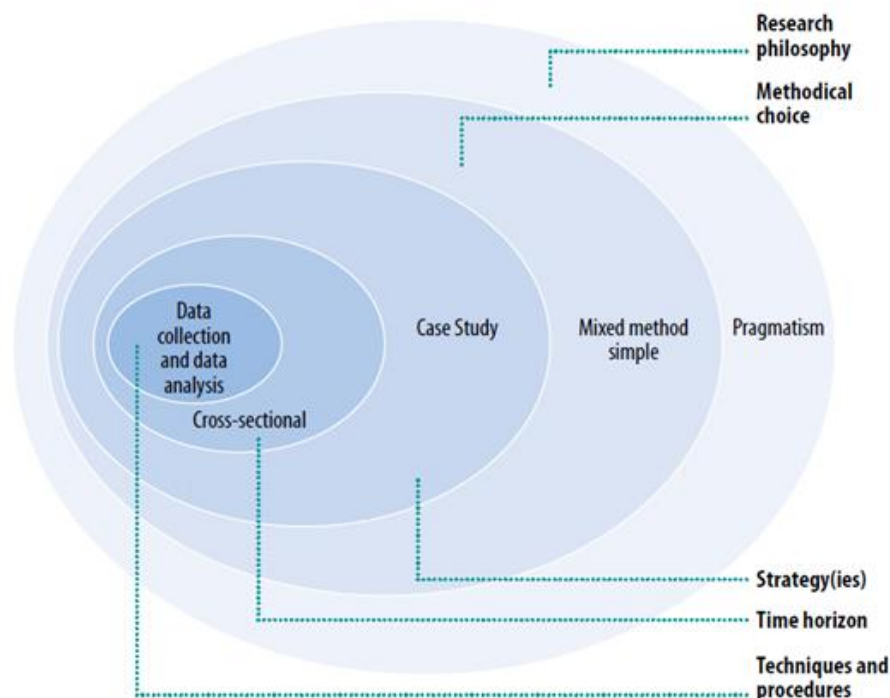 Research
philosophy
Methodical
choice
Data
collection
and data
analysis
Case Study
Mixed method
simple
Pragmatism
Cross-sectional
Strategy(ies)
Time horizon
Techniques and
procedures